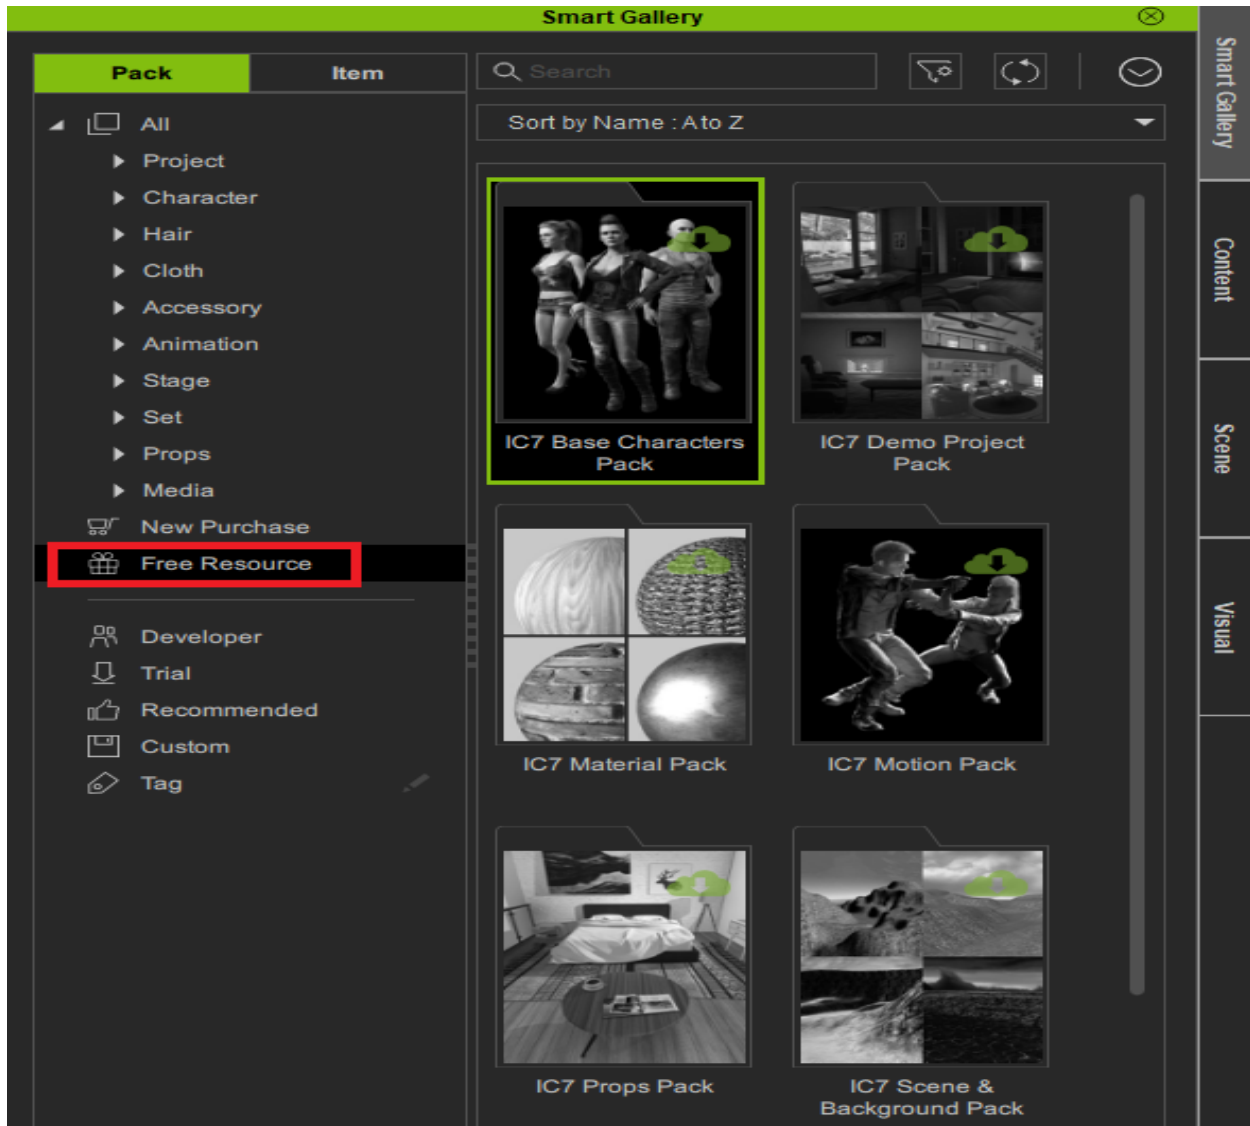 Smart Gallery
Pack
Item
Search
Sort by Name : A to Z
All
Project
Character
Hair
Cloth
Accessory
Animation
Stage
Set
Props
Media
New Purchase
Free Resource
Developer
Trial
Recommended
Custom
Tag
IC7 Base Characters
Pack
IC7 Demo Project
Pack
IC7 Material Pack
IC7 Motion Pack
IC7 Props Pack
IC7 Scene &
Background Pack
Smart Gallery
Content
Scene
Visual